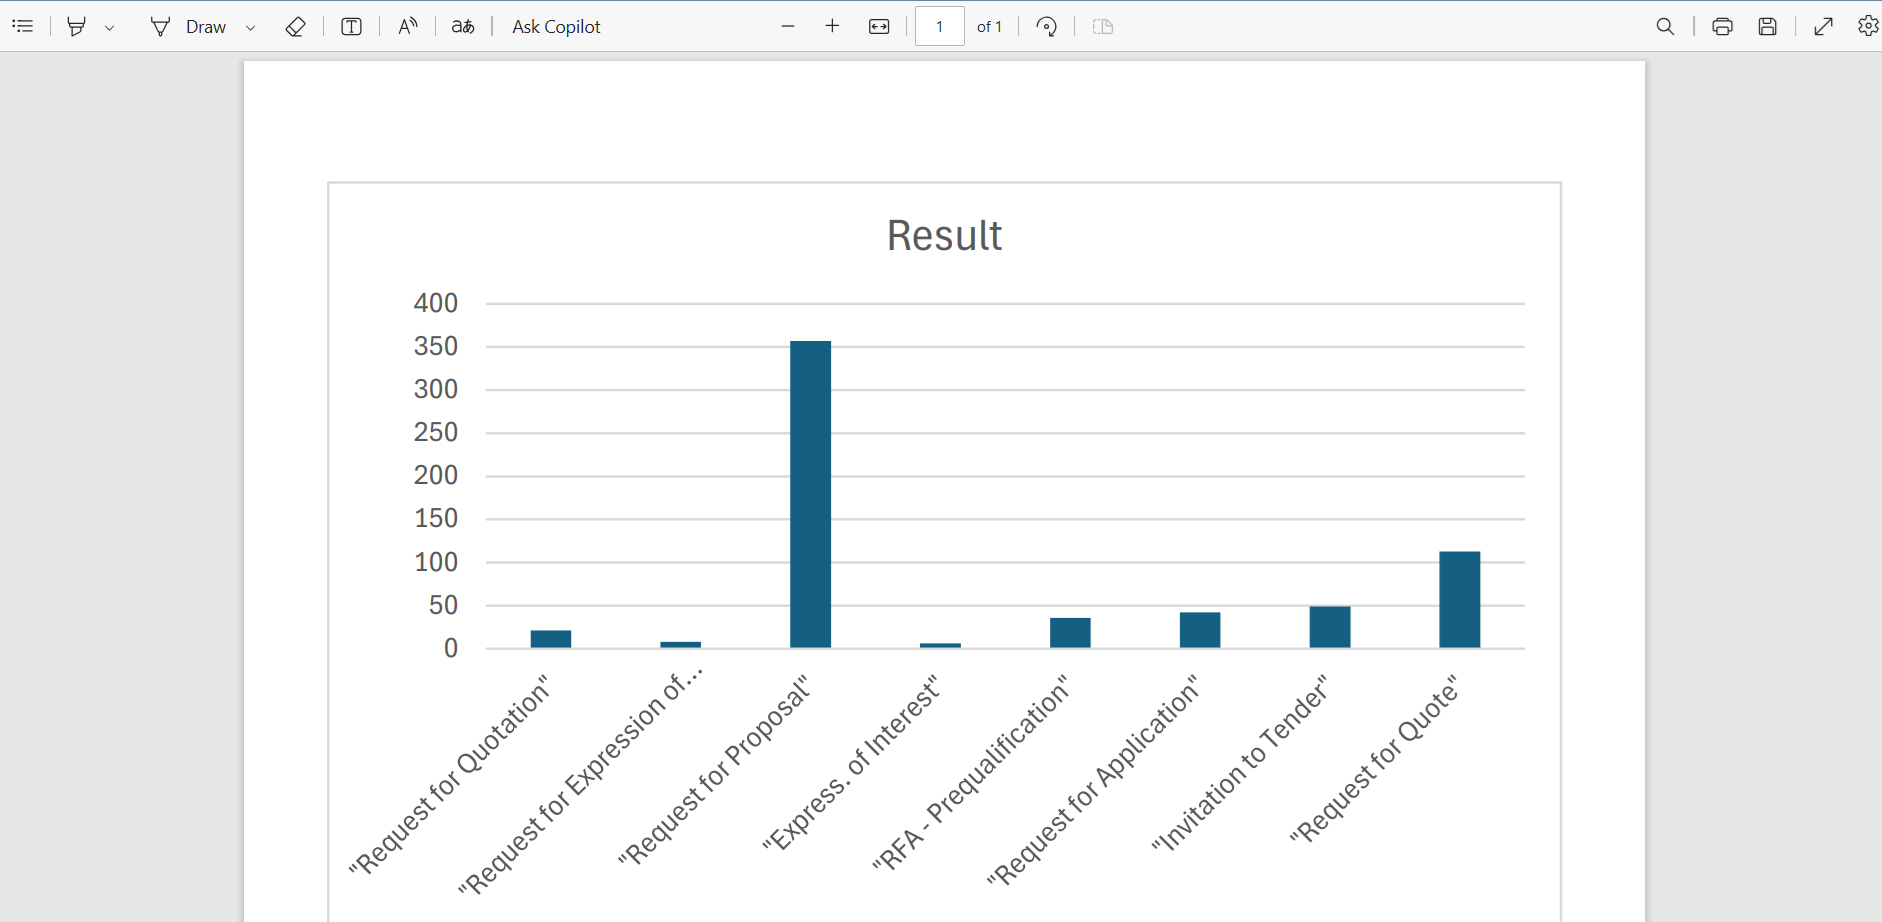 Draw
aあ
Ask Copilot
1 of 1
Result
400
350
300
250
200
150
100
50
0
"Request for Quotation"
"Request for Expression of...
"Request for Proposal"
"Express. of Interest"
"RFA - Prequalification"
"Request for Application"
"Invitation to Tender"
"Request for Quote"